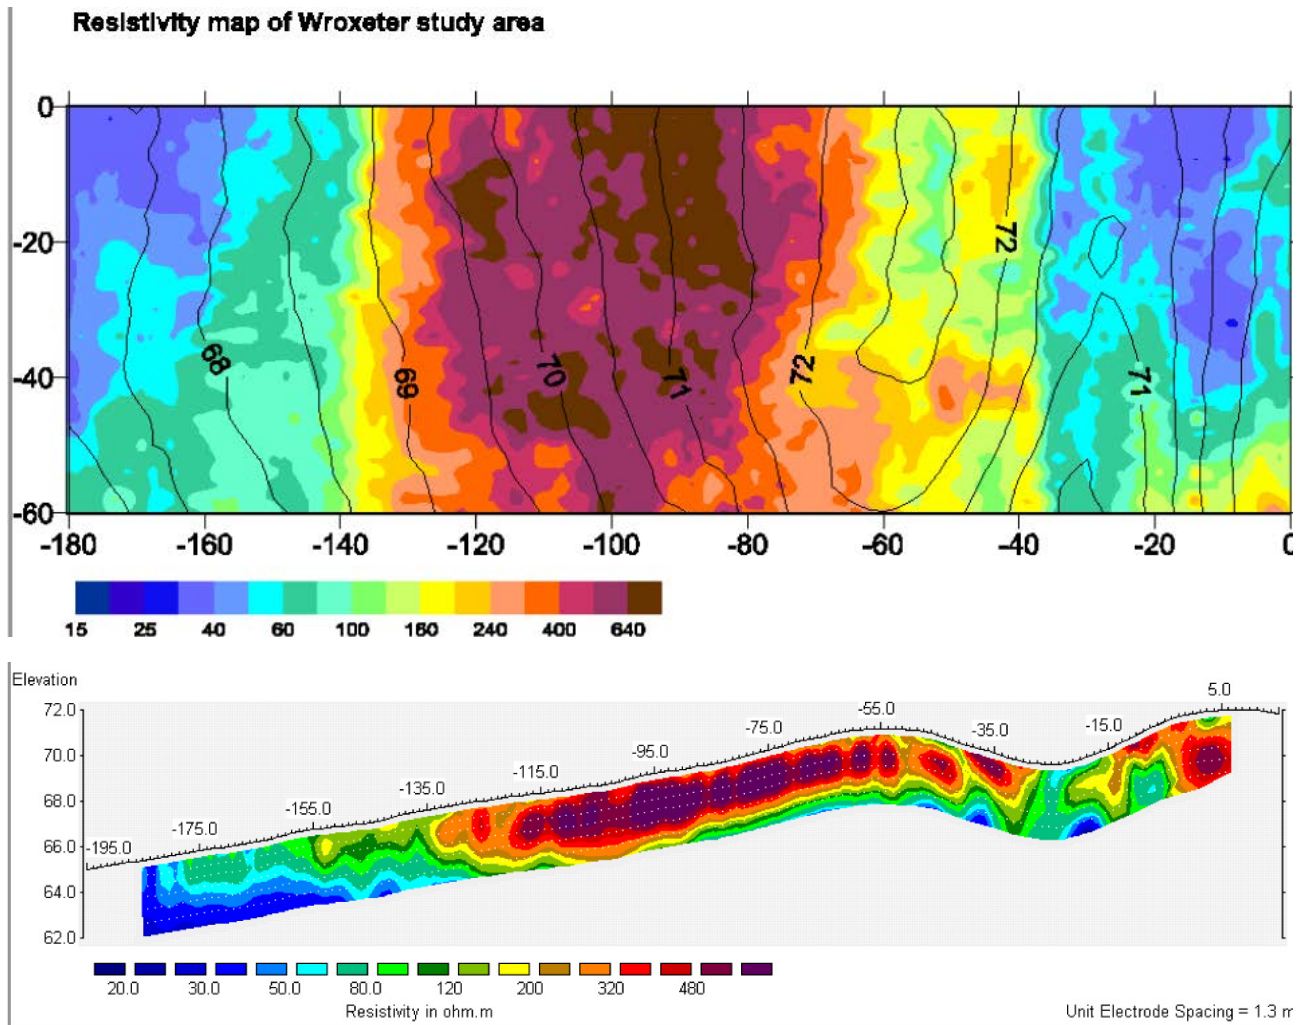 Resistivity map of Wroxeter study area
0
-20
-40
-60
68
69
70
71
72
72
71
-180 -160 -140 -120 -100 -80 -60 -40 -20 0
15 25 40 60 100 160 240 400 640
Elevation
72.0
70.0
68.0
66.0
64.0
62.0
-195.0 -175.0 -155.0 -135.0 -115.0 -95.0 -75.0 -55.0 -35.0 -15.0 5.0
20.0 30.0 50.0 80.0 120 200 320 480
Resistivity in ohm.m
Unit Electrode Spacing = 1.3 m